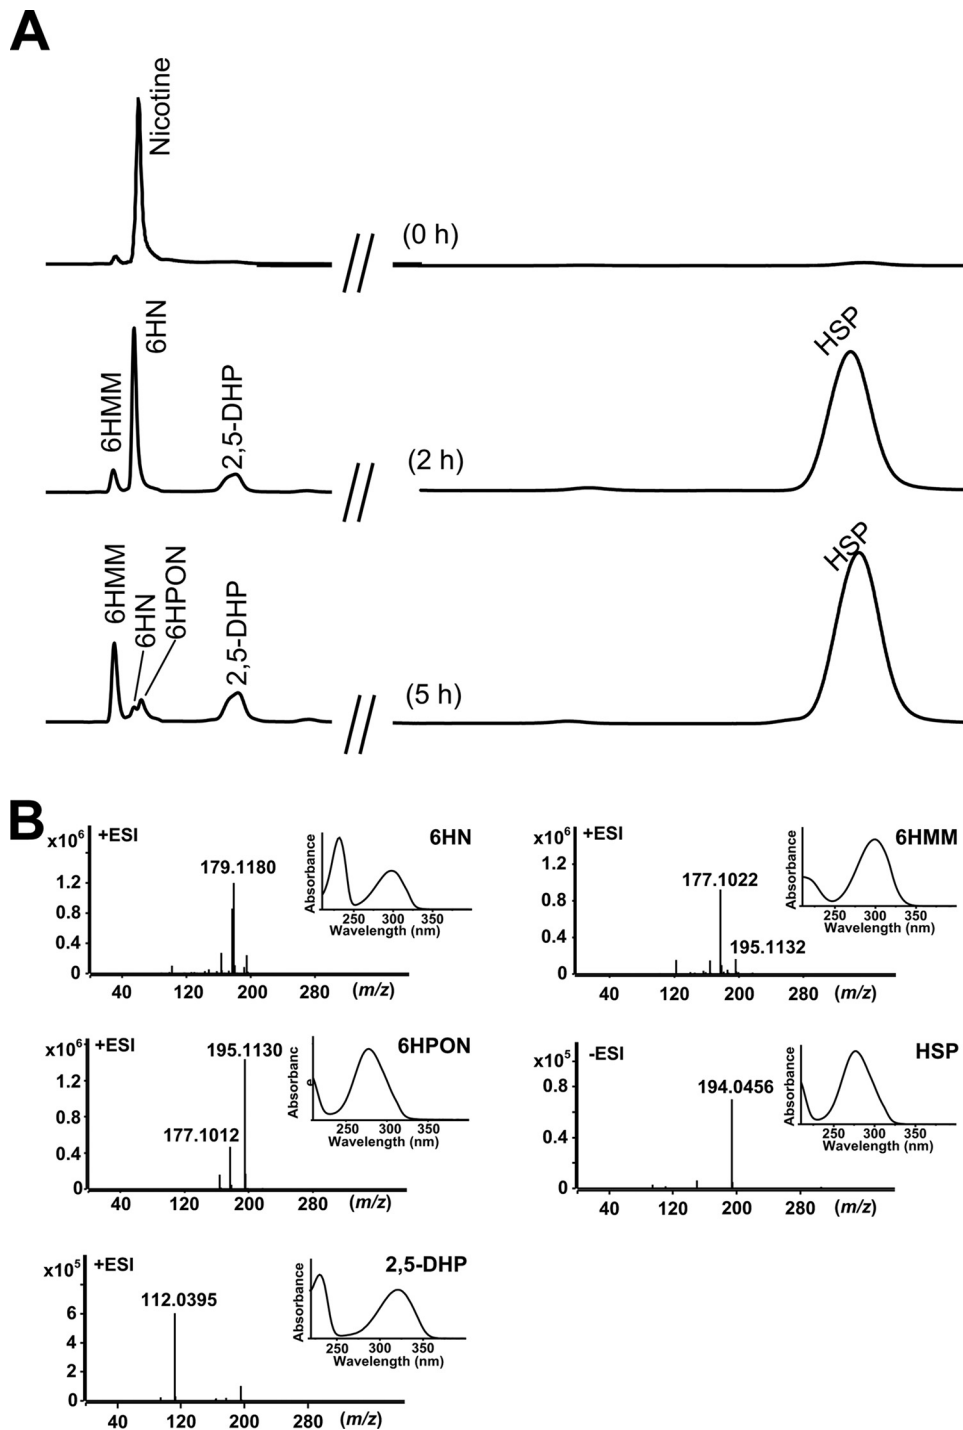 A
Nicotine
(0 h)
6HMM
6HN
2,5-DHP
(2 h)
HSP
6HMM
6HN
6HPON
2,5-DHP
(5 h)
HSP
B
x10⁶
+ESI
6HN
179.1180
1.2
0.8
0.4
0
40
120
200
280
(m/z)
Absorbance
250
300
350
Wavelength (nm)
x10⁶
+ESI
6HMM
177.1022
195.1132
1.2
0.8
0.4
0
40
120
200
280
(m/z)
Absorbance
250
300
350
Wavelength (nm)
x10⁶
+ESI
6HPON
195.1130
177.1012
1.2
0.8
0.4
0
40
120
200
280
(m/z)
Absorbanc
e
250
300
350
Wavelength (nm)
x10⁵
-ESI
HSP
194.0456
0.8
0.4
0
40
120
200
280
(m/z)
Absorbance
250
300
350
Wavelength (nm)
x10⁵
+ESI
2,5-DHP
112.0395
6
4
2
0
40
120
200
280
(m/z)
Absorbance
250
300
350
Wavelength (nm)